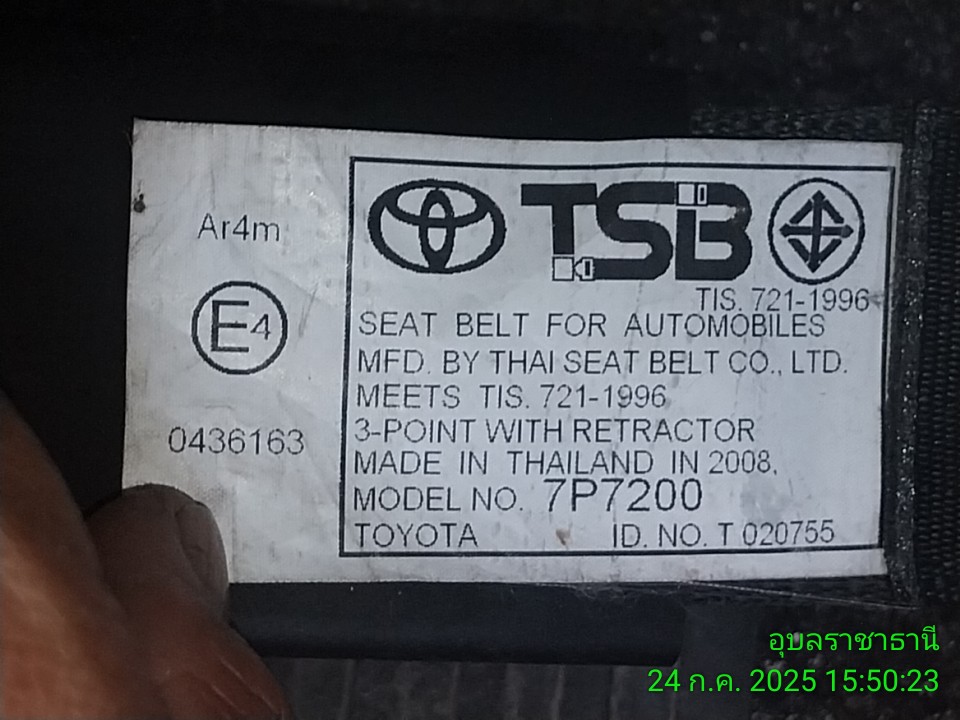 Ar4m
E4
0436163
TSB
TIS. 721-1996
SEAT BELT FOR AUTOMOBILES
MFD. BY THAI SEAT BELT CO., LTD.
MEETS TIS. 721-1996
3-POINT WITH RETRACTOR
MADE IN THAILAND IN 2008.
MODEL NO. 7P7200
TOYOTA ID. NO. T 020755
อุบลราชธานี
24 ก.ค. 2025 15:50:23